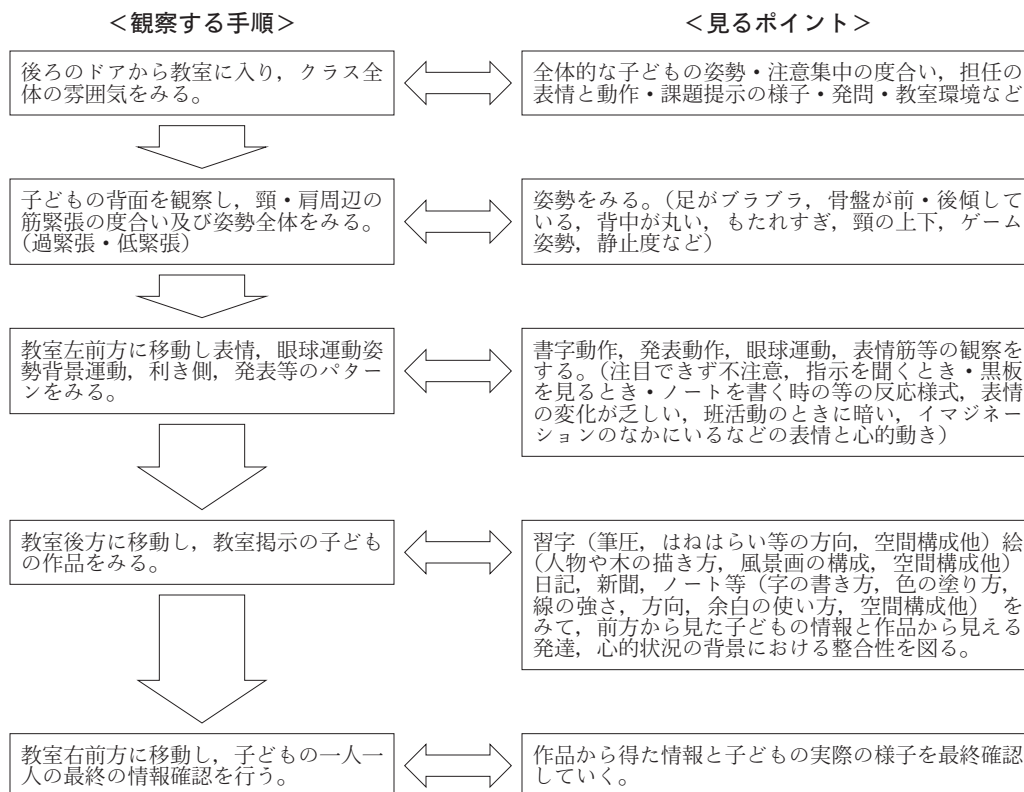 ＜観察する手順＞
＜見るポイント＞
後ろのドアから教室に入り，クラス全
体の雰囲気をみる。
全体的な子どもの姿勢・注意集中の度合い，担任の
表情と動作・課題提示の様子・発問・教室環境など
子どもの背面を観察し，頸・肩周辺の
筋緊張の度合い及び姿勢全体をみる。
（過緊張・低緊張）
姿勢をみる。（足がブラブラ，骨盤が前・後傾して
いる，背中が丸い，もたれすぎ，頸の上下，ゲーム
姿勢，静止度など）
教室左前方に移動し表情，眼球運動姿
勢背景運動，利き側，発表等のパター
ンをみる。
書字動作，発表動作，眼球運動，表情筋等の観察を
する。（注目できず不注意，指示を聞くとき・黒板
を見るとき・ノートを書く時の等の反応様式，表情
の変化が乏しい，班活動のときに暗い，イマジネー
ションのなかにいるなどの表情と心的動き）
教室後方に移動し，教室掲示の子ども
の作品をみる。
習字（筆圧，はねはらい等の方向，空間構成他）絵
（人物や木の描き方，風景画の構成，空間構成他）
日記，新聞，ノート等（字の書き方，色の塗り方，
線の強さ，方向，余白の使い方，空間構成他）　を
みて，前方から見た子どもの情報と作品から見える
発達，心的状況の背景における整合性を図る。
教室右前方に移動し，子どもの一人一
人の最終の情報確認を行う。
作品から得た情報と子どもの実際の様子を最終確認
していく。